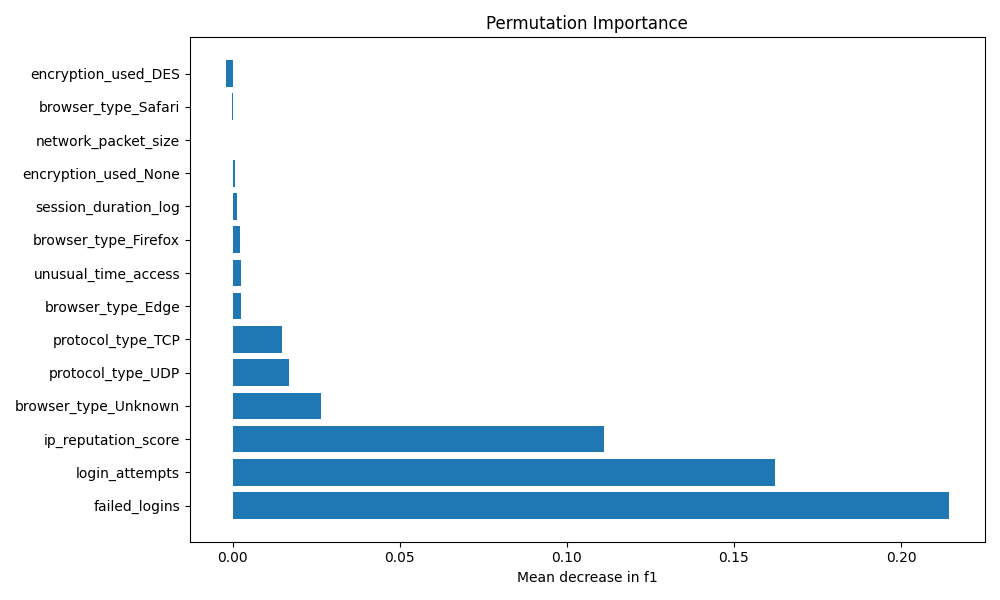 Permutation Importance
encryption_used_DES
browser_type_Safari
network_packet_size
encryption_used_None
session_duration_log
browser_type_Firefox
unusual_time_access
browser_type_Edge
protocol_type_TCP
protocol_type_UDP
browser_type_Unknown
ip_reputation_score
login_attempts
failed_logins
0.00 0.05 0.10 0.15 0.20
Mean decrease in f1